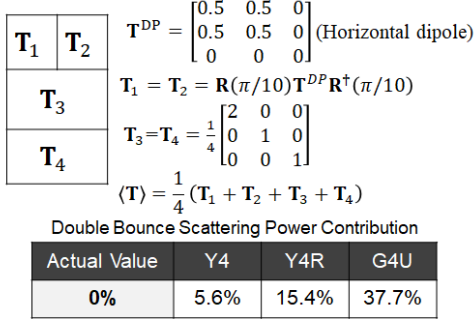 T₁ T₂
T₃
T₄
T^DP = [0.5 0.5 0; 0.5 0.5 0; 0 0 0] (Horizontal dipole)
T₁ = T₂ = R(π/10)T^DP R†(π/10)
T₃=T₄ = 1/4 [2 0 0; 0 1 0; 0 0 1]
⟨T⟩ = 1/4 (T₁ + T₂ + T₃ + T₄)
Double Bounce Scattering Power Contribution
Actual Value Y4 Y4R G4U
0% 5.6% 15.4% 37.7%